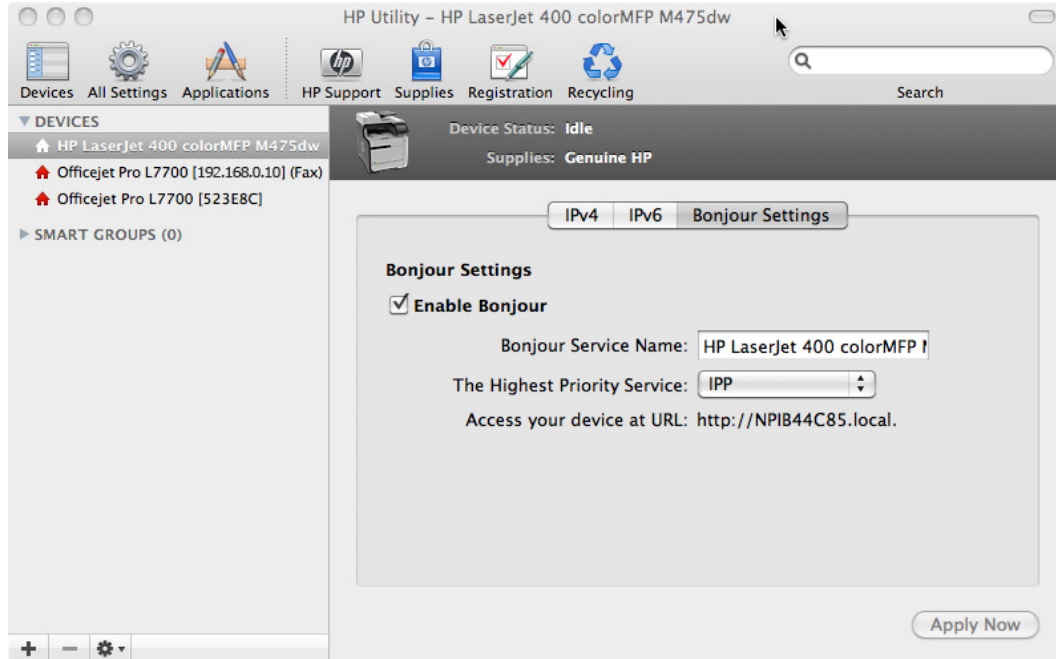 HP Utility – HP LaserJet 400 colorMFP M475dw
Devices All Settings Applications HP Support Supplies Registration Recycling Search
DEVICES
HP LaserJet 400 colorMFP M475dw
Officejet Pro L7700 [192.168.0.10] (Fax)
Officejet Pro L7700 [523E8C]
SMART GROUPS (0)
Device Status: Idle
Supplies: Genuine HP
IPv4 IPv6 Bonjour Settings
Bonjour Settings
Enable Bonjour
Bonjour Service Name: HP LaserJet 400 colorMFP
The Highest Priority Service: IPP
Access your device at URL: http://NPIB44C85.local.
Apply Now